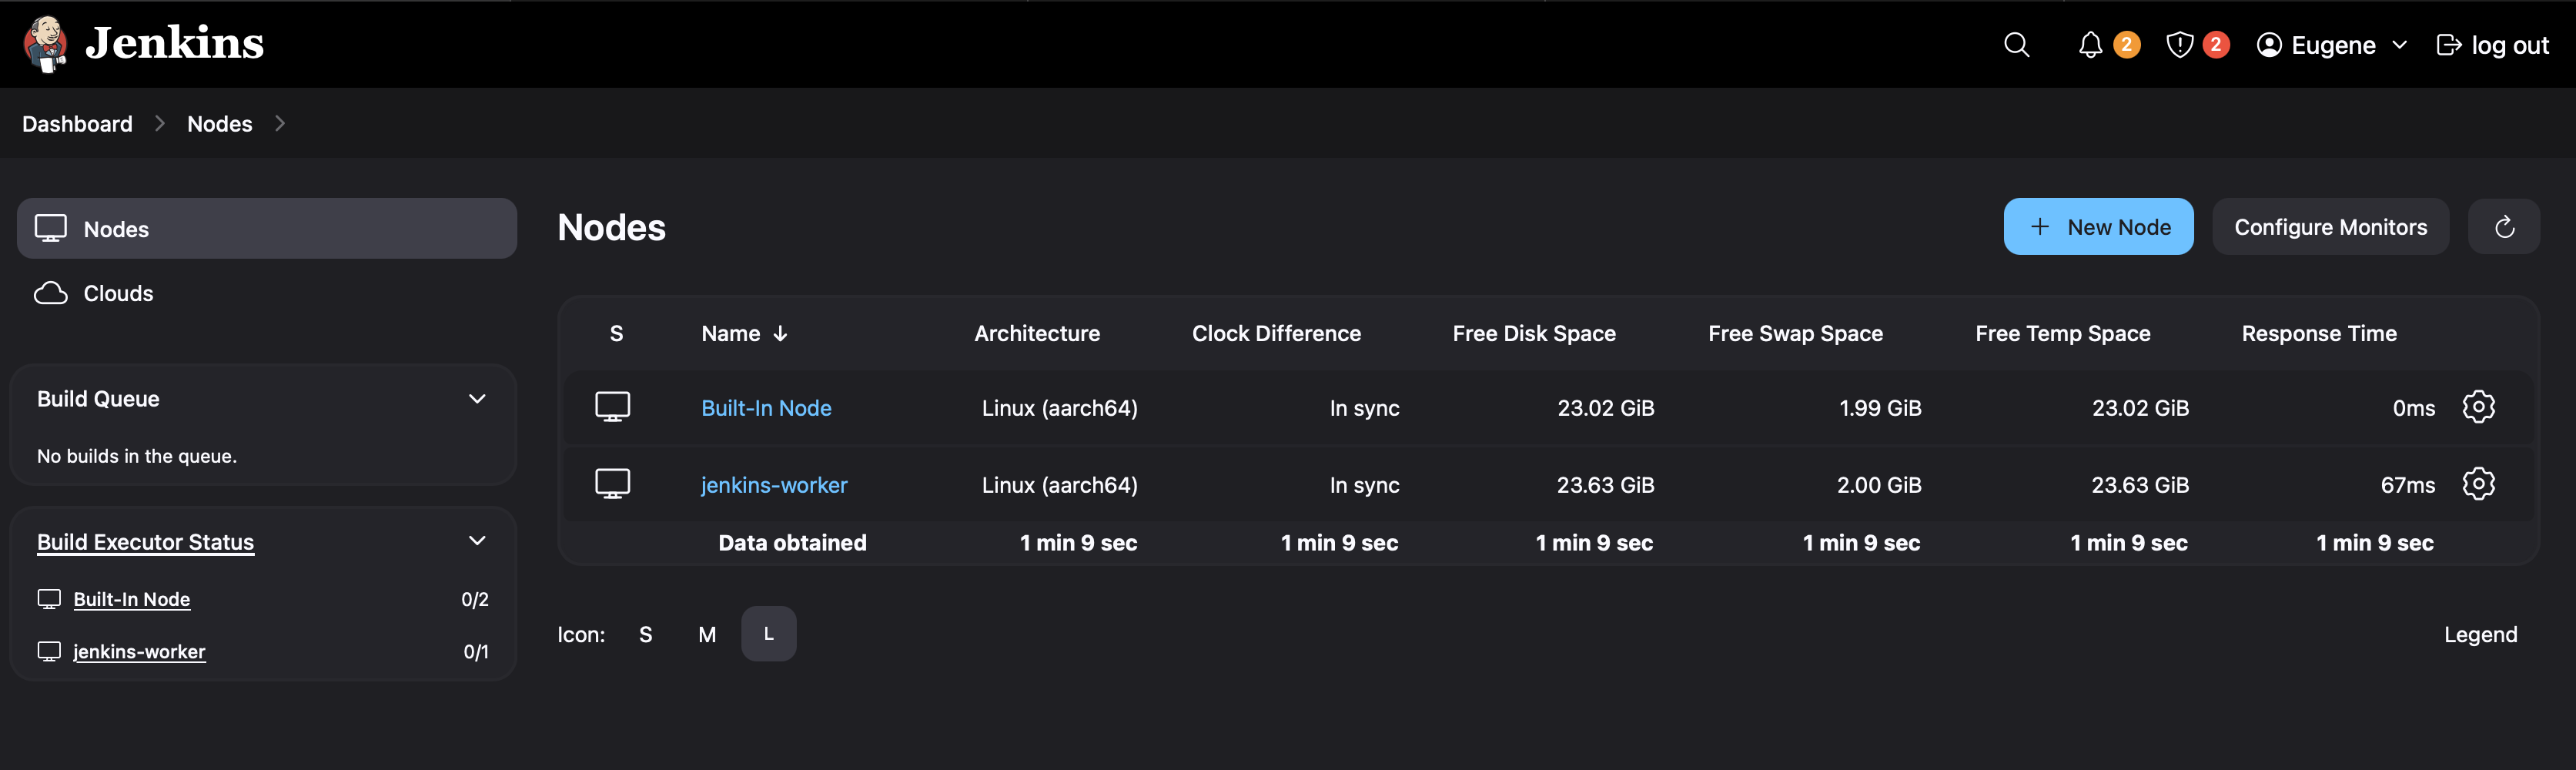 Jenkins
2
2
Eugene
log out
Dashboard
Nodes
Nodes
Clouds
Build Queue
No builds in the queue.
Build Executor Status
Built-In Node 0/2
jenkins-worker 0/1
Nodes
New Node
Configure Monitors
S Name Architecture Clock Difference Free Disk Space Free Swap Space Free Temp Space Response Time
Built-In Node Linux (aarch64) In sync 23.02 GiB 1.99 GiB 23.02 GiB 0ms
jenkins-worker Linux (aarch64) In sync 23.63 GiB 2.00 GiB 23.63 GiB 67ms
Data obtained 1 min 9 sec 1 min 9 sec 1 min 9 sec 1 min 9 sec 1 min 9 sec 1 min 9 sec
Icon: S M L
Legend